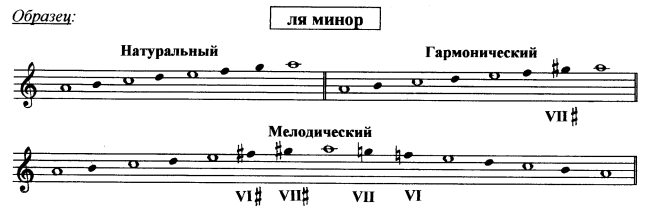 Образец:
ля минор
Натуральный
Гармонический
VII♯
Мелодический
VI♯ VII♯ VII VI